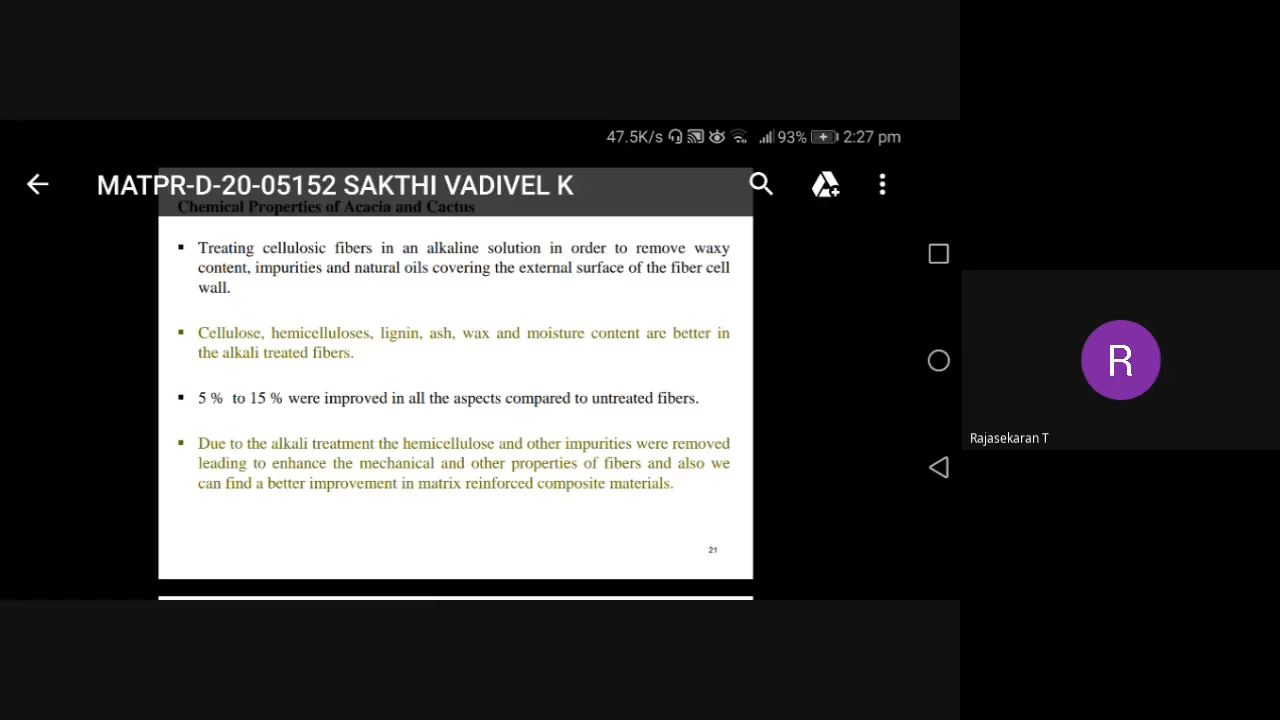 47.5K/s 93% 2:27 pm
MATPR-D-20-05152 SAKTHI VADIVEL K
Chemical Properties of Acacia and Cactus
▪ Treating cellulosic fibers in an alkaline solution in order to remove waxy
content, impurities and natural oils covering the external surface of the fiber cell
wall.
▪ Cellulose, hemicelluloses, lignin, ash, wax and moisture content are better in
the alkali treated fibers.
▪ 5 % to 15 % were improved in all the aspects compared to untreated fibers.
▪ Due to the alkali treatment the hemicellulose and other impurities were removed
leading to enhance the mechanical and other properties of fibers and also we
can find a better improvement in matrix reinforced composite materials.
21
R
Rajasekaran T